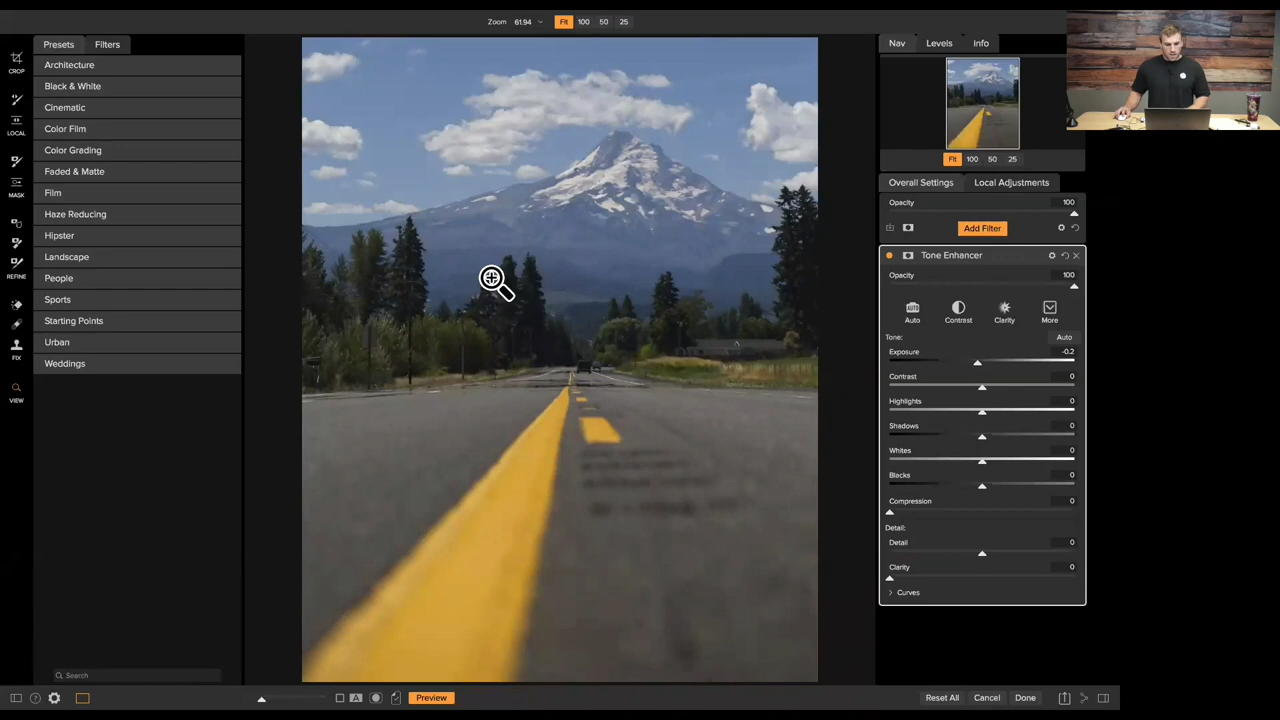 Zoom 61.94 Fit 100 50 25
Presets Filters
Architecture
Black & White
Cinematic
Color Film
Color Grading
Faded & Matte
Film
Haze Reducing
Hipster
Landscape
People
Sports
Starting Points
Urban
Weddings
Search
CROP
LOCAL
MASK
REFINE
FIX
VIEW
A Preview
Nav Levels Info
Fit 100 50 25
Overall Settings Local Adjustments
Opacity 100
Add Filter
Tone Enhancer
Opacity 100
AUTO
Auto Contrast Clarity More
Tone: Auto
Exposure -0.2
Contrast 0
Highlights 0
Shadows 0
Whites 0
Blacks 0
Compression 0
Detail:
Detail 0
Clarity 0
Curves
Reset All Cancel Done